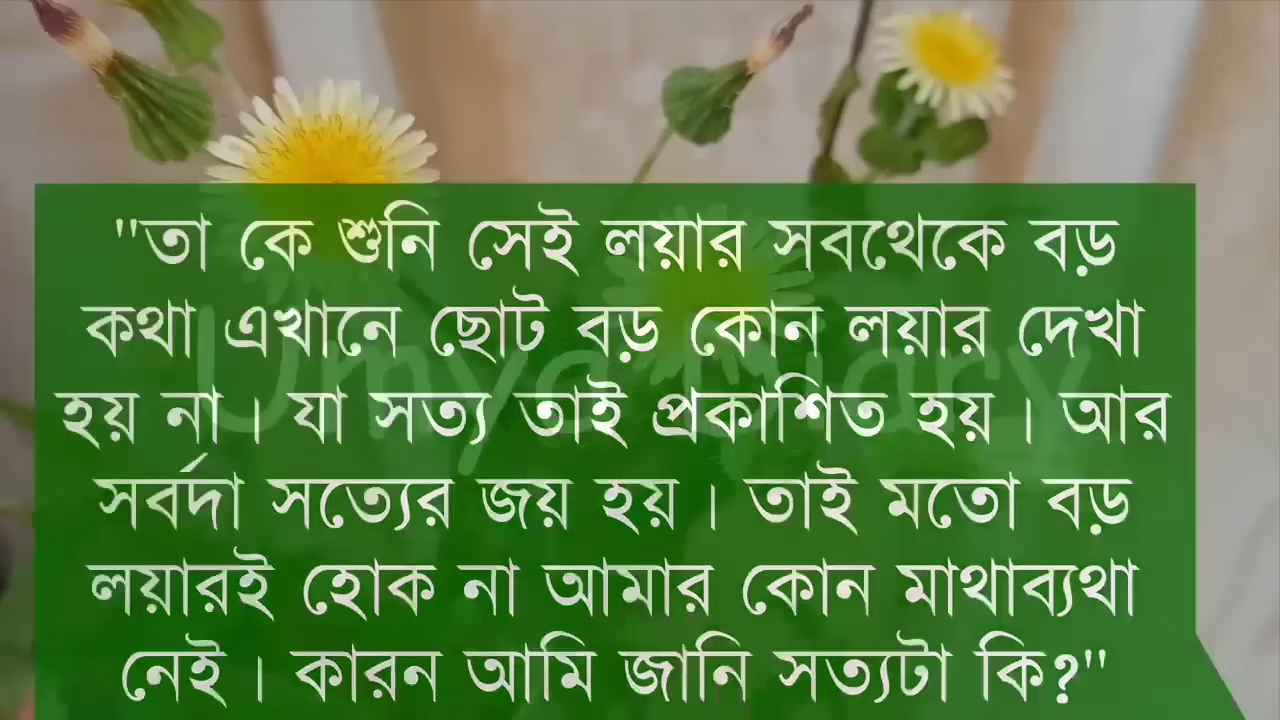 "তা কে শুনি সেই লয়ার সবথেকে বড়
কথা এখানে ছোট বড় কোন লয়ার দেখা
হয় না। যা সত্য তাই প্রকাশিত হয়। আর
সর্বদা সত্যের জয় হয়। তাই মতো বড়
লয়ারই হোক না আমার কোন মাথাব্যথা
নেই। কারন আমি জানি সত্যটা কি?"